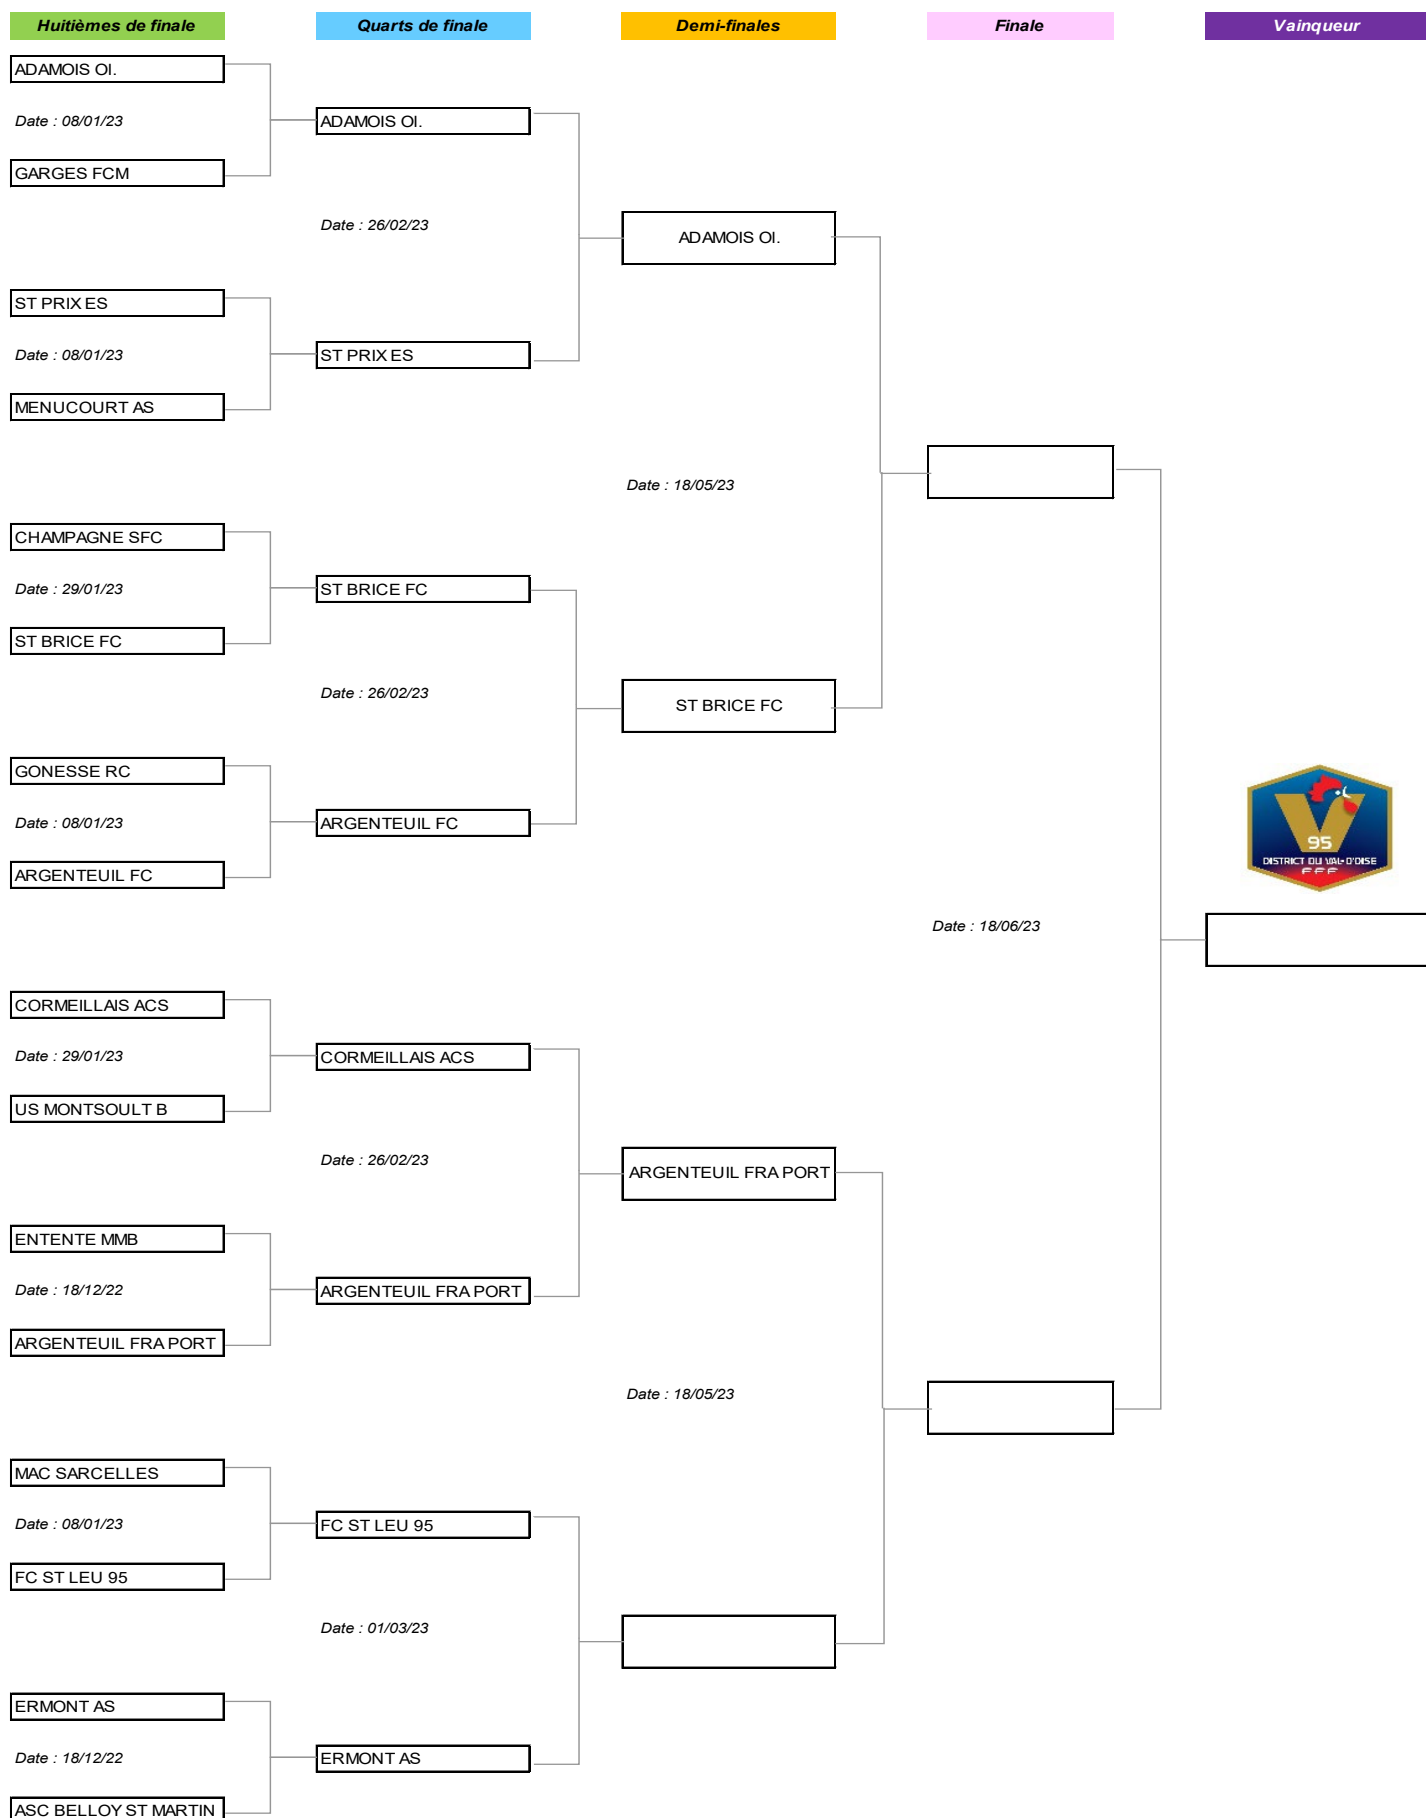 Huitièmes de finale
Quarts de finale
Demi-finales
Finale
Vainqueur
ADAMOIS OI.
Date : 08/01/23
ADAMOIS OI.
GARGES FCM
Date : 26/02/23
ADAMOIS OI.
ST PRIX ES
Date : 08/01/23
ST PRIX ES
MENUCOURT AS
Date : 18/05/23
CHAMPAGNE SFC
Date : 29/01/23
ST BRICE FC
ST BRICE FC
Date : 26/02/23
ST BRICE FC
GONESSE RC
Date : 08/01/23
ARGENTEUIL FC
ARGENTEUIL FC
V
95
DISTRICT DU VAL-D'OISE
FFF
Date : 18/06/23
CORMEILLAIS ACS
Date : 29/01/23
CORMEILLAIS ACS
US MONTSOULT B
Date : 26/02/23
ARGENTEUIL FRA PORT
ENTENTE MMB
Date : 18/12/22
ARGENTEUIL FRA PORT
ARGENTEUIL FRA PORT
Date : 18/05/23
MAC SARCELLES
Date : 08/01/23
FC ST LEU 95
FC ST LEU 95
Date : 01/03/23
ERMONT AS
Date : 18/12/22
ERMONT AS
ASC BELLOY ST MARTIN